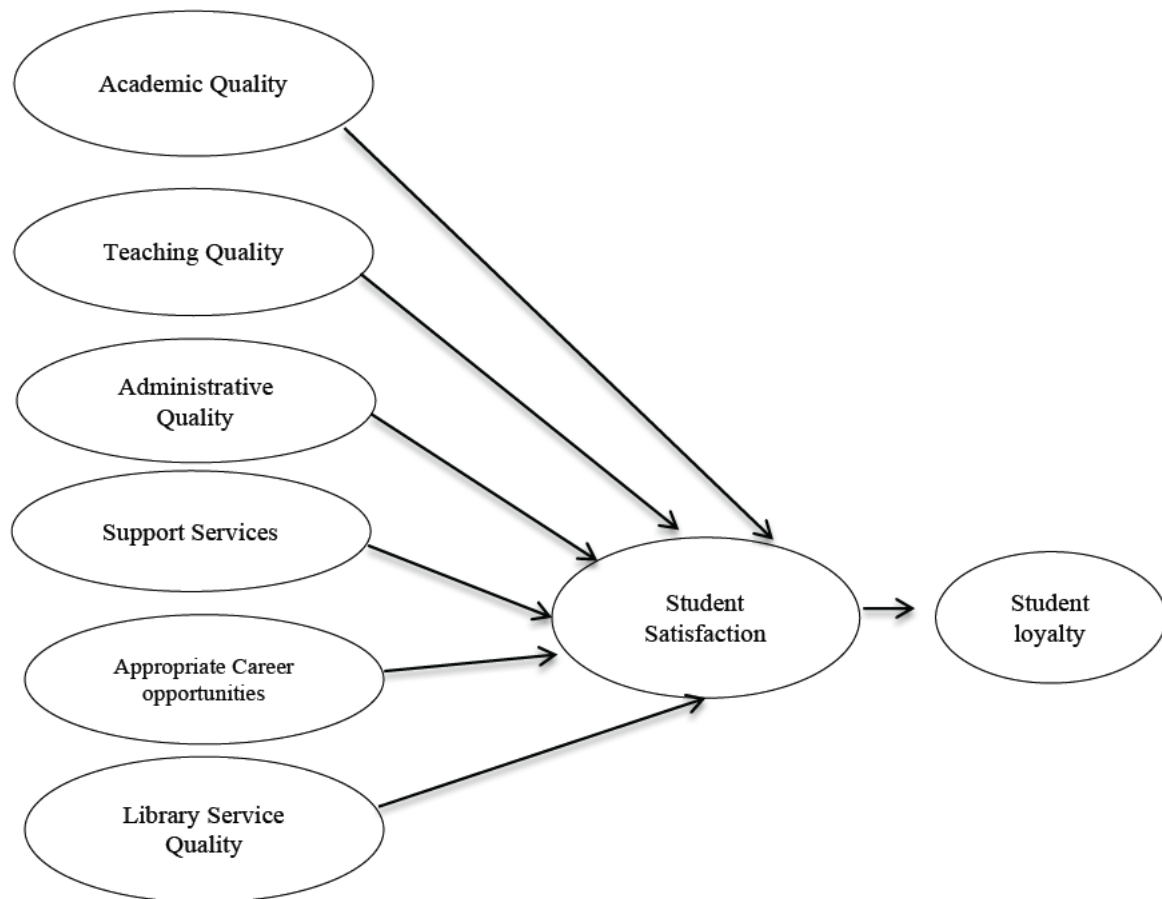 Academic Quality
Teaching Quality
Administrative
Quality
Support Services
Appropriate Career
opportunities
Library Service
Quality
Student
Satisfaction
Student
loyalty